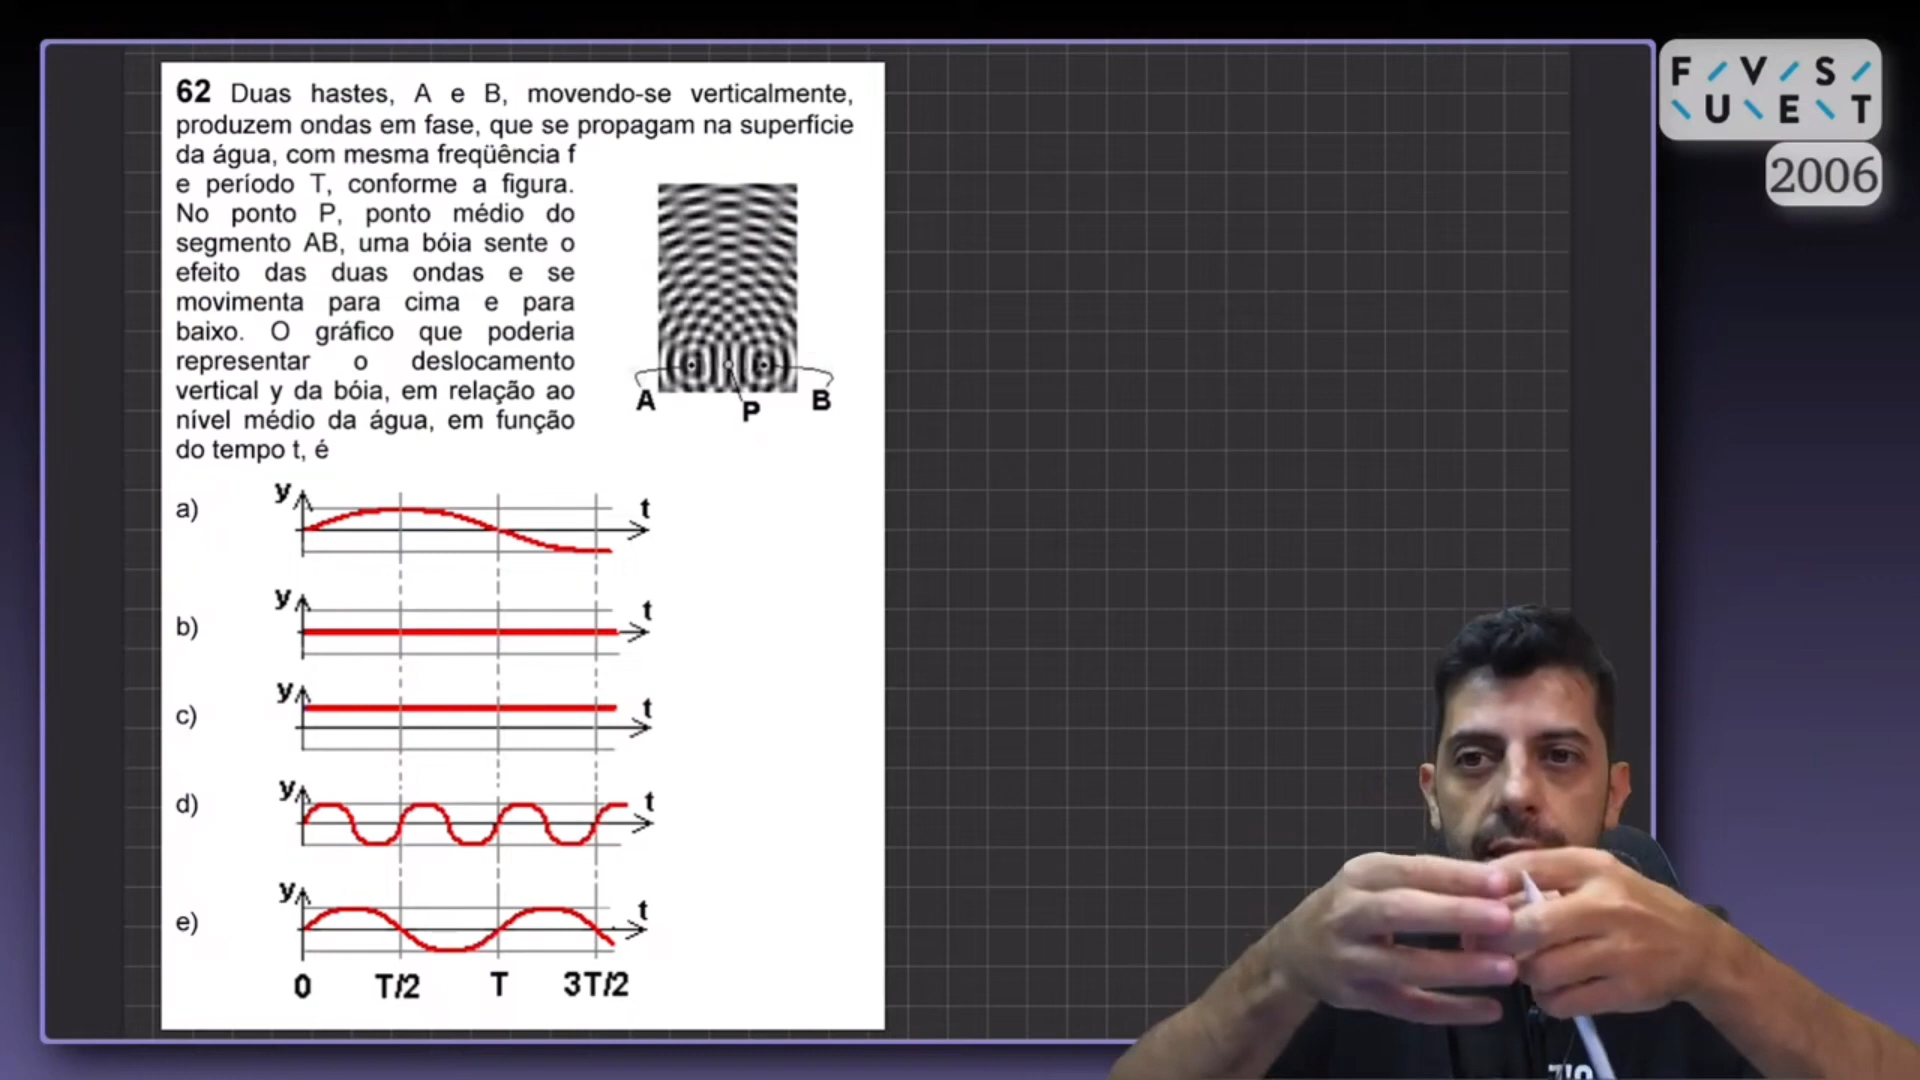 F V S
U E T
2006
62 Duas hastes, A e B, movendo-se verticalmente,
produzem ondas em fase, que se propagam na superfície
da água, com mesma freqüência f
e período T, conforme a figura.
No ponto P, ponto médio do
segmento AB, uma bóia sente o
efeito das duas ondas e se
movimenta para cima e para
baixo. O gráfico que poderia
representar o deslocamento
vertical y da bóia, em relação ao
nível médio da água, em função
do tempo t, é
A P B
a) y t
b) y t
c) y t
d) y t
e) y t
0 T/2 T 3T/2